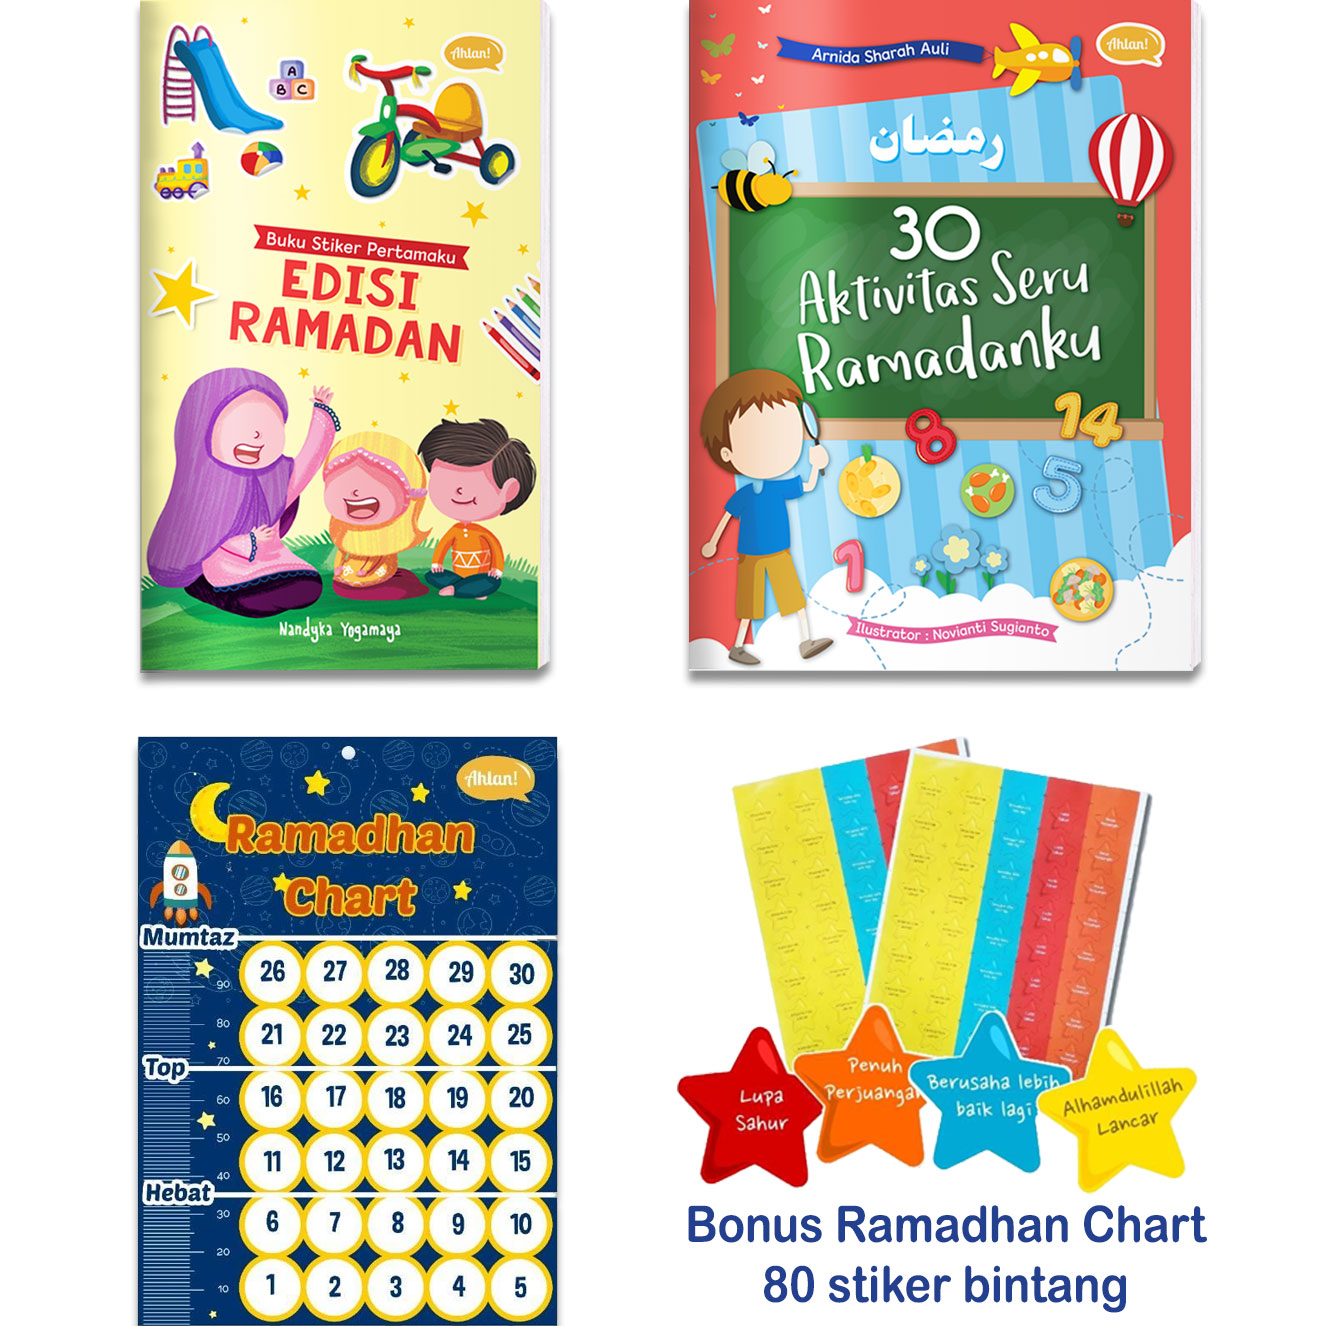 Ahlan!
A
B C
Buku Stiker Pertamaku
EDISI
RAMADAN
Nandyka Yogamaya
Arnida Sharah Auli
Ahlan!
رمضان
30
Aktivitas Seru
Ramadanku
8
14
5
1
Ilustrator : Novianti Sugianto
Ahlan!
Ramadhan
Chart
Mumtaz
26 27 28 29 30
90
80
21 22 23 24 25
70
Top
16 17 18 19 20
60
50
11 12 13 14 15
40
Hebat
30
6 7 8 9 10
20
10
1 2 3 4 5
Lupa
Sahur
Penuh
Perjuangan
Berusaha lebih
baik lagi
Alhamdulillah
Lancar
Bonus Ramadhan Chart
80 stiker bintang